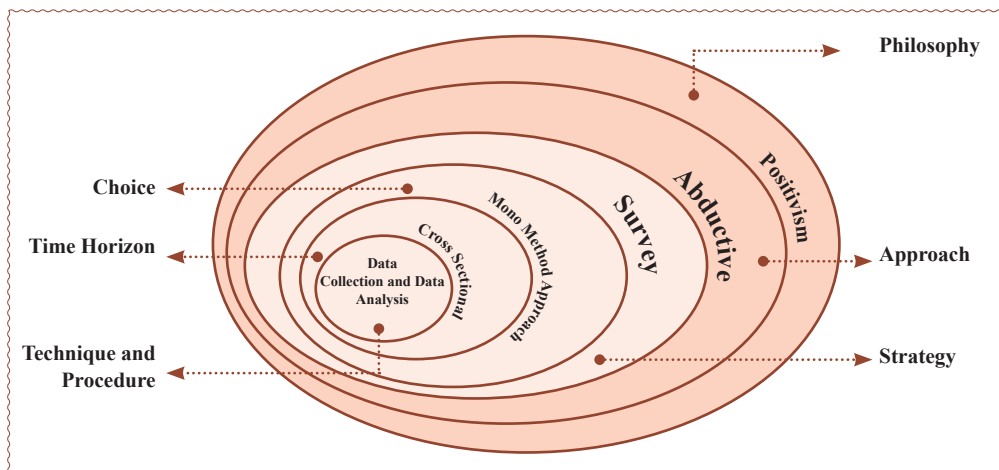 Philosophy
Choice
Time Horizon
Technique and
Procedure
Data
Collection and Data
Analysis
Cross Sectional
Mono Method Approach
Survey
Abductive
Positivism
Approach
Strategy